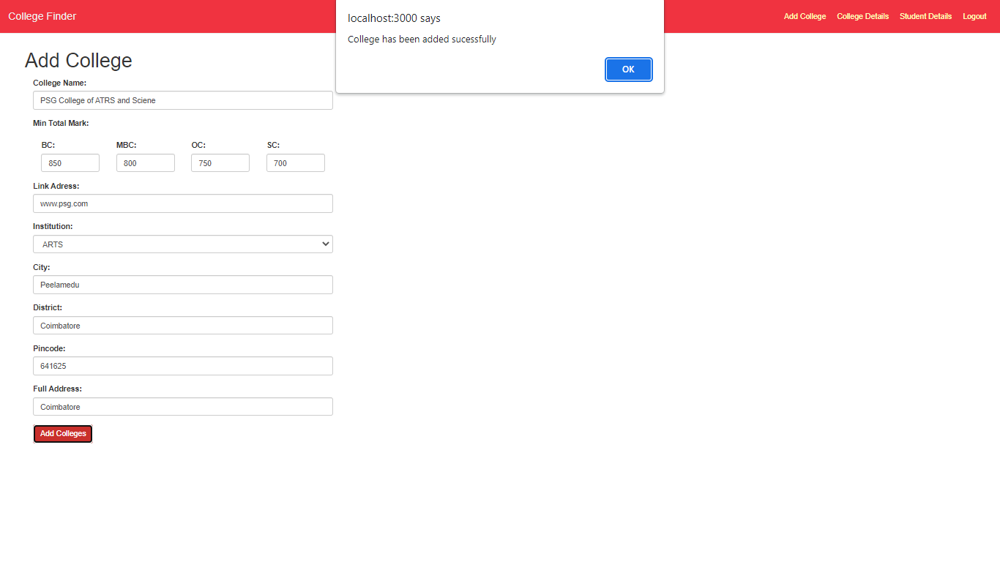 College Finder
Add College College Details Student Details Logout
localhost:3000 says
College has been added sucessfully
OK
Add College
College Name:
PSG College of ATRS and Sciene
Min Total Mark:
BC: MBC: OC: SC:
850 800 750 700
Link Adress:
www.psg.com
Institution:
ARTS
City:
Peelamedu
District:
Coimbatore
Pincode:
641625
Full Address:
Coimbatore
Add Colleges